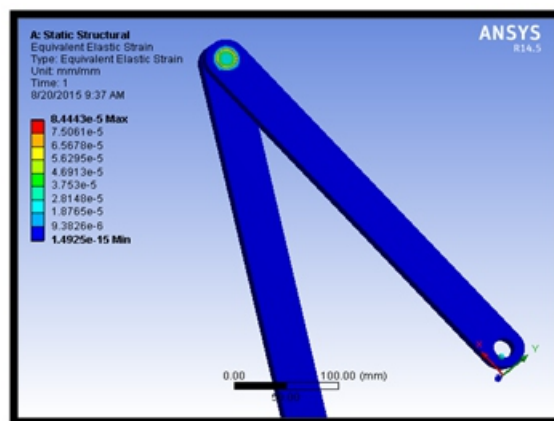 A: Static Structural
Equivalent Elastic Strain
Type: Equivalent Elastic Strain
Unit: mm/mm
Time: 1
8/20/2015 9:37 AM
8.4443e-5 Max
7.5061e-5
6.5678e-5
5.6295e-5
4.6913e-5
3.753e-5
2.8148e-5
1.8765e-5
9.3826e-6
1.4925e-15 Min
ANSYS
R14.5
X
Y
0.00
100.00 (mm)